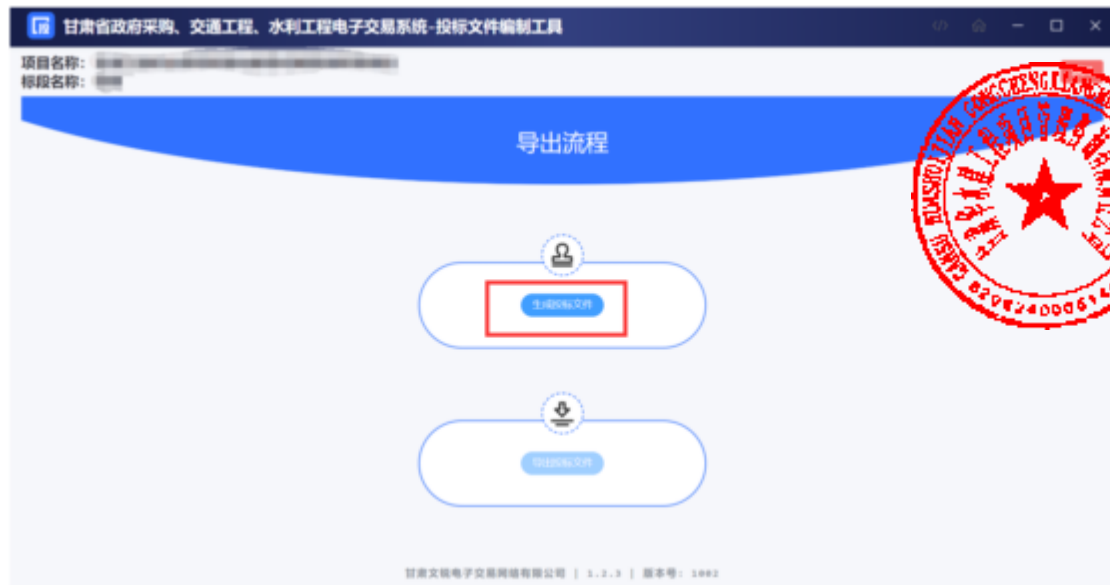 甘肃省政府采购、交通工程、水利工程电子交易系统-投标文件编制工具
项目名称：
标段名称：
导出流程
生成投标文件
导出投标文件
甘肃文锐电子交易网络有限公司 | 1.2.3 | 版本号: 1002